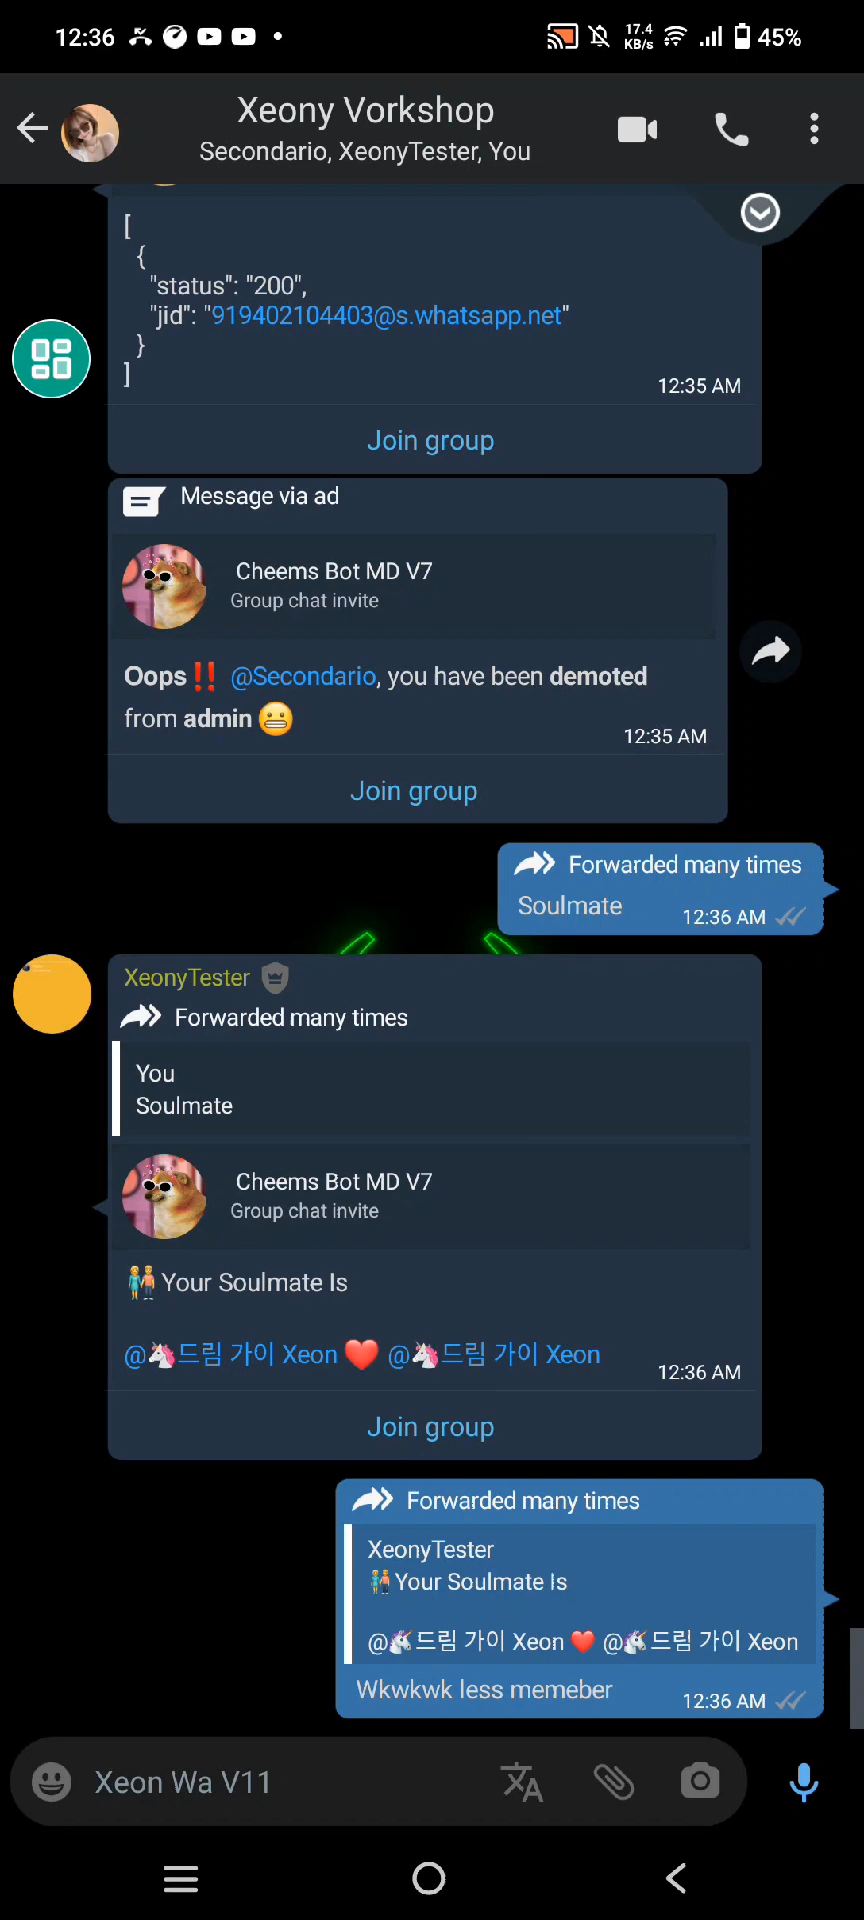 12:36
17.4
KB/s
45%
Xeony Vorkshop
Secondario, XeonyTester, You
[
{
"status": "200",
"jid": "919402104403@s.whatsapp.net"
}
]
12:35 AM
Join group
Message via ad
Cheems Bot MD V7
Group chat invite
Oops‼️ @Secondario, you have been demoted
from admin 😬
12:35 AM
Join group
Forwarded many times
Soulmate
12:36 AM
XeonyTester
Forwarded many times
You
Soulmate
Cheems Bot MD V7
Group chat invite
👫Your Soulmate Is
@🦄드림 가이 Xeon ❤️ @🦄드림 가이 Xeon
12:36 AM
Join group
Forwarded many times
XeonyTester
👫Your Soulmate Is
@🦄드림 가이 Xeon ❤️ @🦄드림 가이 Xeon
Wkwkwk less memeber
12:36 AM
Xeon Wa V11